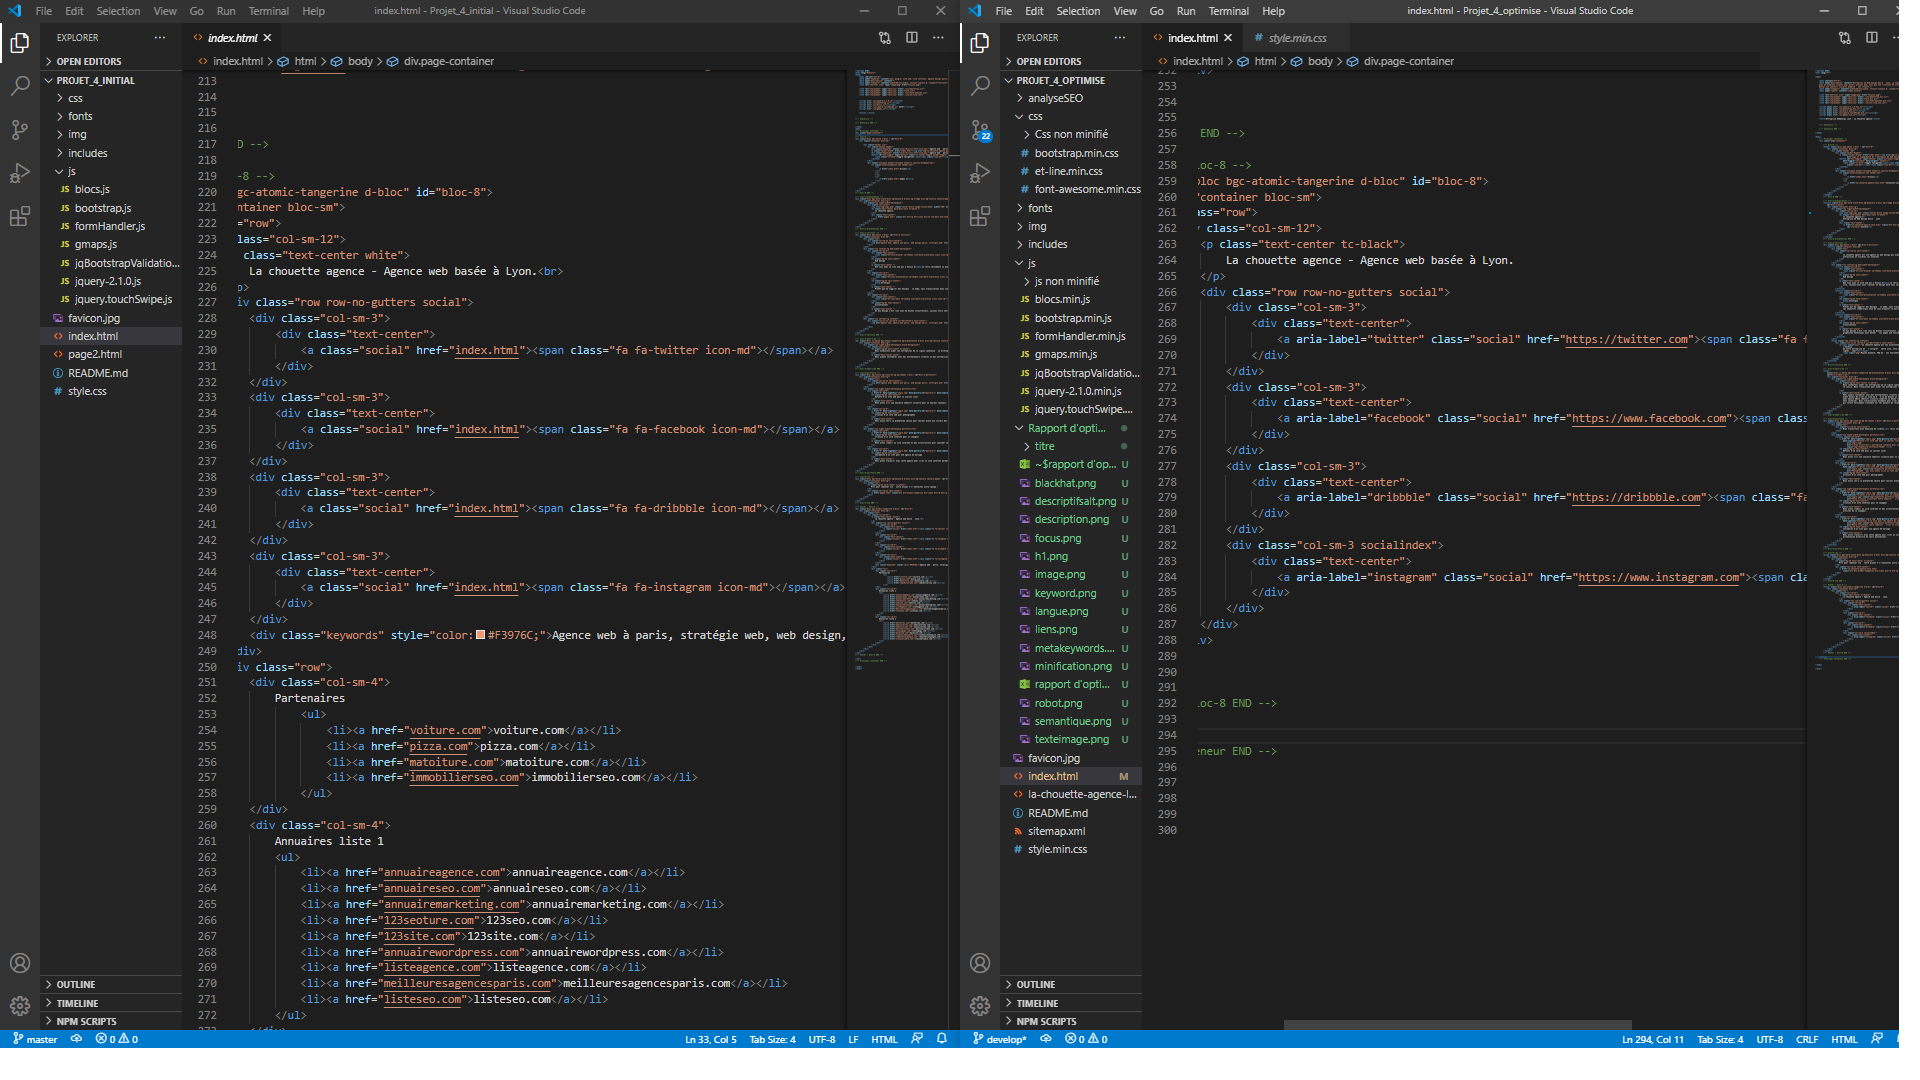 File Edit Selection View Go Run Terminal Help
index.html - Projet_4_initial - Visual Studio Code
EXPLORER
OPEN EDITORS
PROJET_4_INITIAL
css
fonts
img
includes
js
blocs.js
bootstrap.js
formHandler.js
gmaps.js
jqBootstrapValidatio...
jquery-2.1.0.js
jquery.touchSwipe.js
favicon.jpg
index.html
page2.html
README.md
style.css
OUTLINE
TIMELINE
NPM SCRIPTS
index.html
index.html > html > body > div.page-container
213
214
215
216
217 D -->
218
219 -8 -->
220 gc-atomic-tangerine d-bloc" id="bloc-8">
221 ntainer bloc-sm">
222 ="row">
223 lass="col-sm-12">
224 class="text-center white">
225 La chouette agence - Agence web basée à Lyon.<br>
226 p>
227 iv class="row row-no-gutters social">
228 <div class="col-sm-3">
229 <div class="text-center">
230 <a class="social" href="index.html"><span class="fa fa-twitter icon-md"></span></a>
231 </div>
232 </div>
233 <div class="col-sm-3">
234 <div class="text-center">
235 <a class="social" href="index.html"><span class="fa fa-facebook icon-md"></span></a>
236 </div>
237 </div>
238 <div class="col-sm-3">
239 <div class="text-center">
240 <a class="social" href="index.html"><span class="fa fa-dribbble icon-md"></span></a>
241 </div>
242 </div>
243 <div class="col-sm-3">
244 <div class="text-center">
245 <a class="social" href="index.html"><span class="fa fa-instagram icon-md"></span></a>
246 </div>
247 </div>
248 <div class="keywords" style="color:#F3976C;">Agence web à paris, stratégie web, web design,
249 div>
250 iv class="row">
251 <div class="col-sm-4">
252 Partenaires
253 <ul>
254 <li><a href="voiture.com">voiture.com</a></li>
255 <li><a href="pizza.com">pizza.com</a></li>
256 <li><a href="matoiture.com">matoiture.com</a></li>
257 <li><a href="immobilierseo.com">immobilierseo.com</a></li>
258 </ul>
259 </div>
260 <div class="col-sm-4">
261 Annuaires liste 1
262 <ul>
263 <li><a href="annuaireagence.com">annuaireagence.com</a></li>
264 <li><a href="annuaireseo.com">annuaireseo.com</a></li>
265 <li><a href="annuairemarketing.com">annuairemarketing.com</a></li>
266 <li><a href="123seoture.com">123seo.com</a></li>
267 <li><a href="123site.com">123site.com</a></li>
268 <li><a href="annuairewordpress.com">annuairewordpress.com</a></li>
269 <li><a href="listeagence.com">listeagence.com</a></li>
270 <li><a href="meilleuresagencesparis.com">meilleuresagencesparis.com</a></li>
271 <li><a href="listeseo.com">listeseo.com</a></li>
272 </ul>
master 0 0 Ln 33, Col 5 Tab Size: 4 UTF-8 LF HTML
File Edit Selection View Go Run Terminal Help
index.html - Projet_4_optimise - Visual Studio Code
22
EXPLORER
OPEN EDITORS
PROJET_4_OPTIMISE
analyseSEO
css
Css non minifié
bootstrap.min.css
et-line.min.css
font-awesome.min.css
fonts
img
includes
js
js non minifié
blocs.min.js
bootstrap.min.js
formHandler.min.js
gmaps.min.js
jqBootstrapValidatio...
jquery-2.1.0.min.js
jquery.touchSwipe....
Rapport d'opti...
titre
~$rapport d'op... U
blackhat.png U
descriptifsalt.png U
description.png U
focus.png U
h1.png U
image.png U
keyword.png U
langue.png U
liens.png U
metakeywords.... U
minification.png U
rapport d'opti... U
robot.png U
semantique.png U
texteimage.png U
favicon.jpg
index.html M
la-chouette-agence-l...
README.md
sitemap.xml
style.min.css
OUTLINE
TIMELINE
NPM SCRIPTS
index.html style.min.css
index.html > html > body > div.page-container
252 iv>
253
254
255
256 END -->
257
258 loc-8 -->
259 bloc bgc-atomic-tangerine d-bloc" id="bloc-8">
260 "container bloc-sm">
261 ass="row">
262 class="col-sm-12">
263 <p class="text-center tc-black">
264 La chouette agence - Agence web basée à Lyon.
265 </p>
266 <div class="row row-no-gutters social">
267 <div class="col-sm-3">
268 <div class="text-center">
269 <a aria-label="twitter" class="social" href="https://twitter.com"><span class="fa f
270 </div>
271 </div>
272 <div class="col-sm-3">
273 <div class="text-center">
274 <a aria-label="facebook" class="social" href="https://www.facebook.com"><span class=
275 </div>
276 </div>
277 <div class="col-sm-3">
278 <div class="text-center">
279 <a aria-label="dribbble" class="social" href="https://dribbble.com"><span class="fa
280 </div>
281 </div>
282 <div class="col-sm-3 socialindex">
283 <div class="text-center">
284 <a aria-label="instagram" class="social" href="https://www.instagram.com"><span cla
285 </div>
286 </div>
287 </div>
288 iv>
289
290
291
292 loc-8 END -->
293
294
295 eneur END -->
296
297
298
299
300
develop* 0 0 Ln 294, Col 11 Tab Size: 4 UTF-8 CRLF HTML